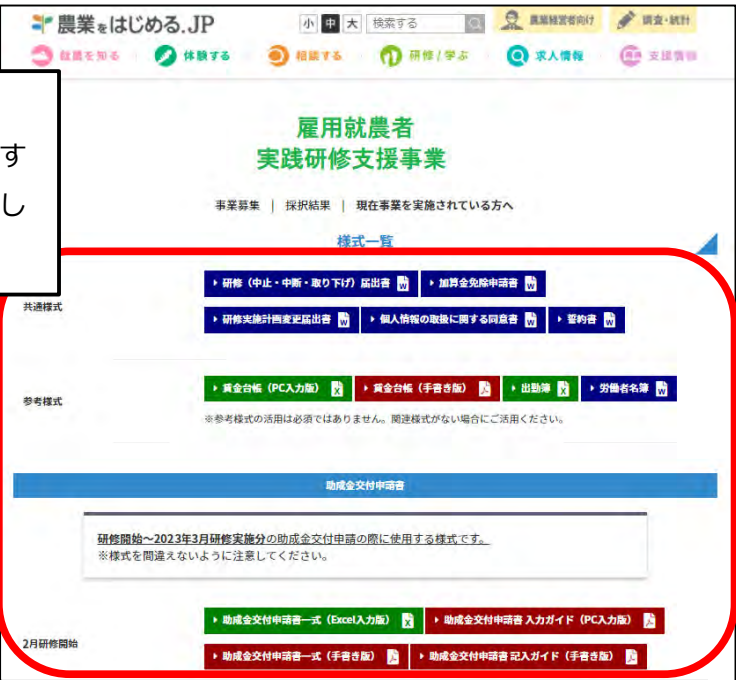 農業をはじめる.JP
小 中 大 検索する 農業経営者向け 調査・統計
就農を知る 体験する 相談する 研修/学ぶ 求人情報 支援情報
す
し
雇用就農者
実践研修支援事業
事業募集 | 採択結果 | 現在事業を実施されている方へ
様式一覧
共通様式
研修（中止・中断・取り下げ）届出書 加算金免除申請書
研修実施計画変更届出書 個人情報の取扱に関する同意書 誓約書
参考様式
賃金台帳（PC入力版） 賃金台帳（手書き版） 出勤簿 労働者名簿
※参考様式の活用は必須ではありません。関連様式がない場合にご活用ください。
助成金交付申請書
研修開始～2023年3月研修実施分の助成金交付申請の際に使用する様式です。
※様式を間違えないように注意してください。
2月研修開始
助成金交付申請書一式（Excel入力版） 助成金交付申請書 入力ガイド（PC入力版）
助成金交付申請書一式（手書き版） 助成金交付申請書 記入ガイド（手書き版）